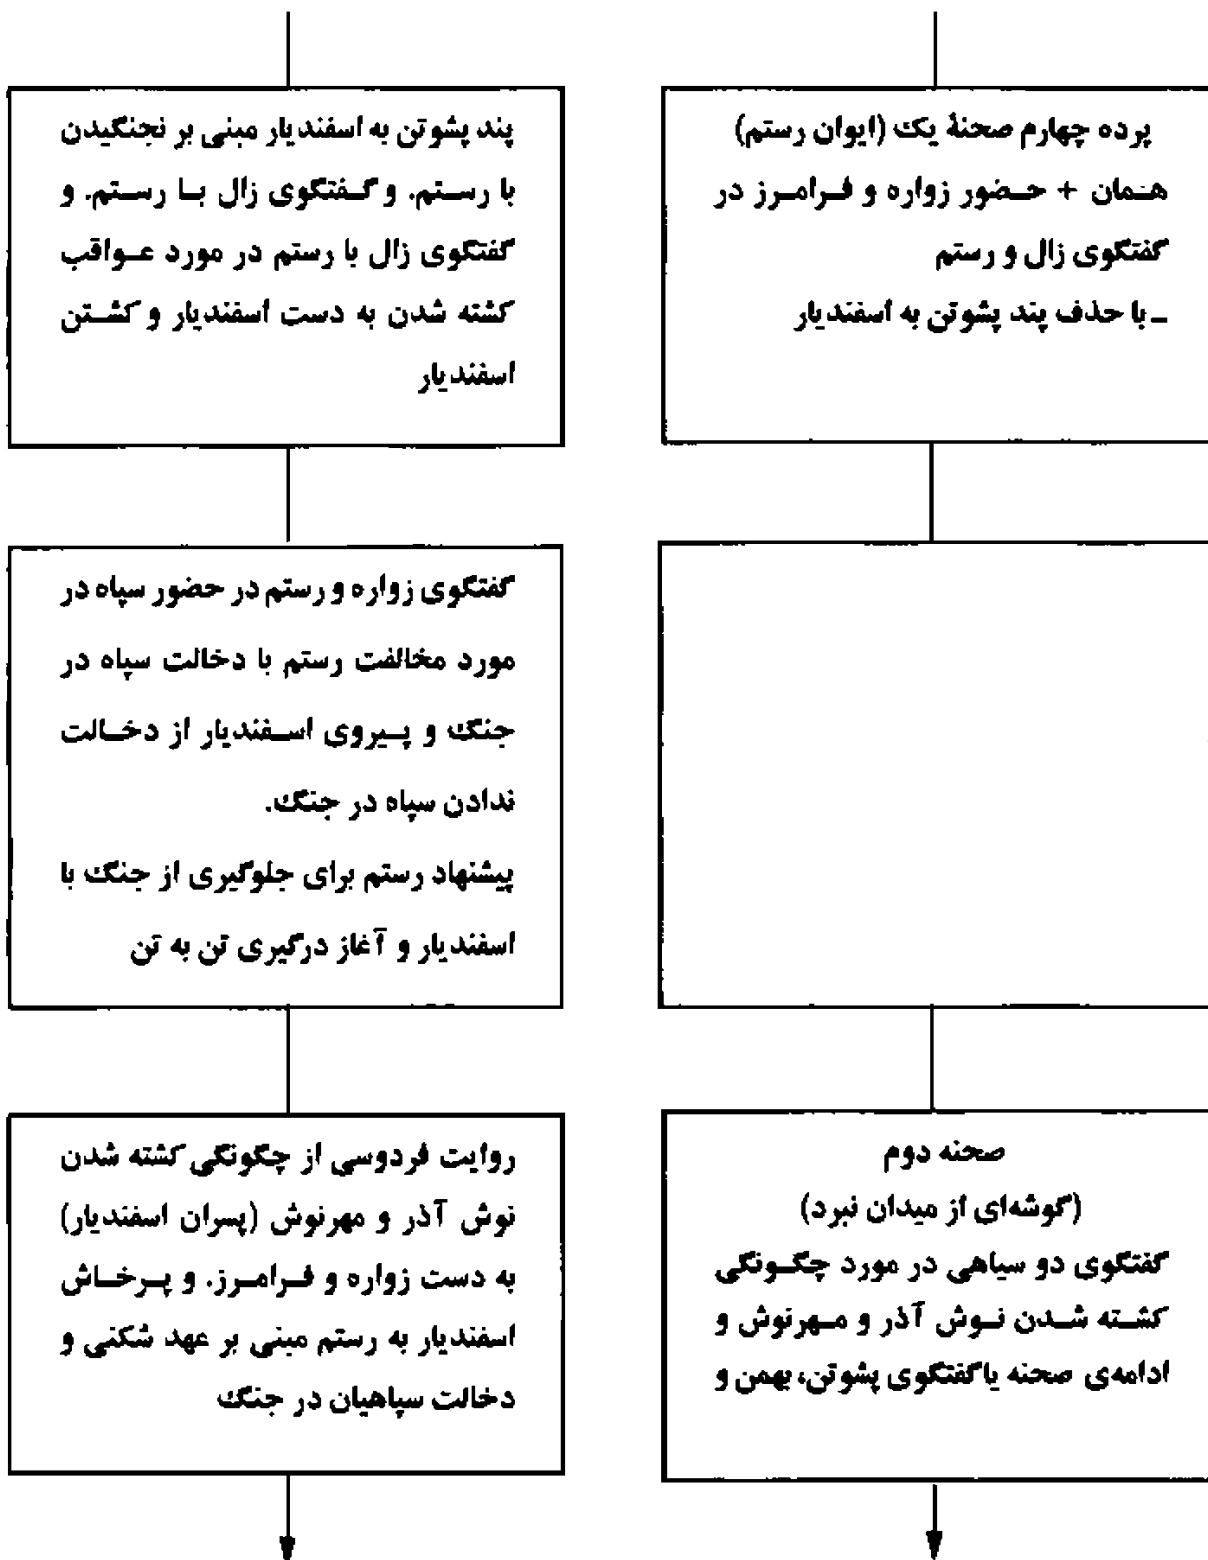 پرده چهارم صحنهٔ یک (ایوان رستم)
همان + حضور زواره و فرامرز در
گفتگوی زال و رستم
ـ با حذف پند پشوتن به اسفندیار
صحنه دوم
(گوشه‌ای از میدان نبرد)
گفتگوی دو سپاهی در مورد چگونگی
کشته شدن نوش آذر و مهرنوش و
ادامه‌ی صحنه یاگفتگوی پشوتن، بهمن و
پند پشوتن به اسفندیار مبنی بر نجنگیدن
با رستم. و گفتگوی زال با رستم. و
گفتگوی زال با رستم در مورد عواقب
کشته شدن به دست اسفندیار و کشتن
اسفندیار
گفتگوی زواره و رستم در حضور سپاه در
مورد مخالفت رستم با دخالت سپاه در
جنگ و پیروی اسفندیار از دخالت
ندادن سپاه در جنگ.
پیشنهاد رستم برای جلوگیری از جنگ با
اسفندیار و آغاز درگیری تن به تن
روایت فردوسی از چگونگی کشته شدن
نوش آذر و مهرنوش (پسران اسفندیار)
به دست زواره و فرامرز. و پرخاش
اسفندیار به رستم مبنی بر عهد شکنی و
دخالت سپاهیان در جنگ